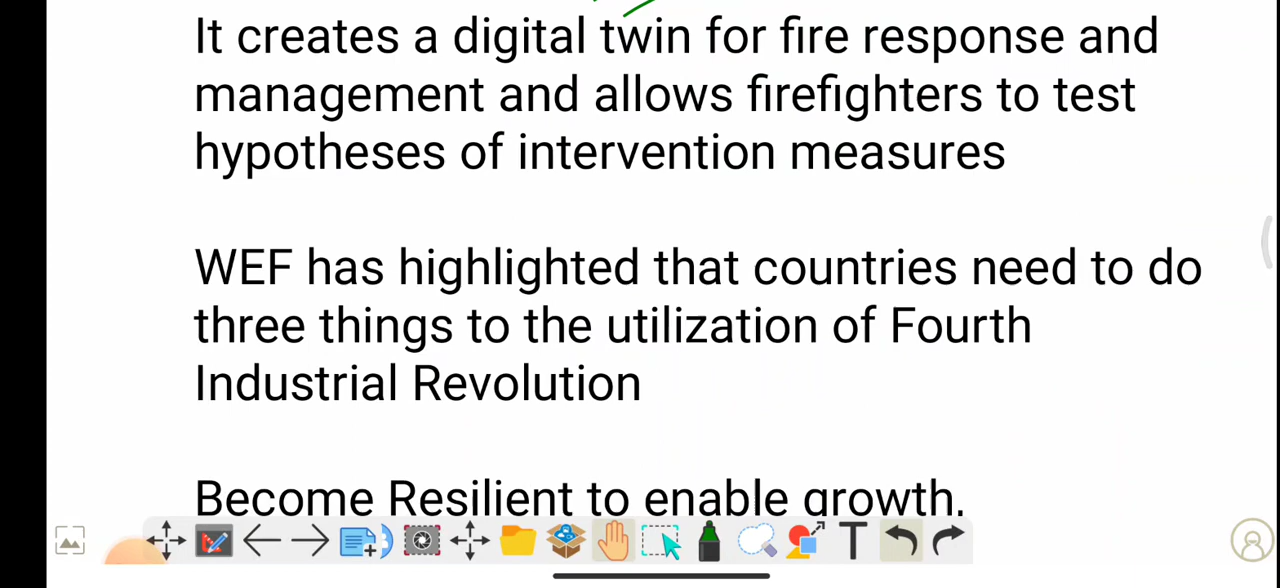 It creates a digital twin for fire response and
management and allows firefighters to test
hypotheses of intervention measures
WEF has highlighted that countries need to do
three things to the utilization of Fourth
Industrial Revolution
Become Resilient to enable growth.